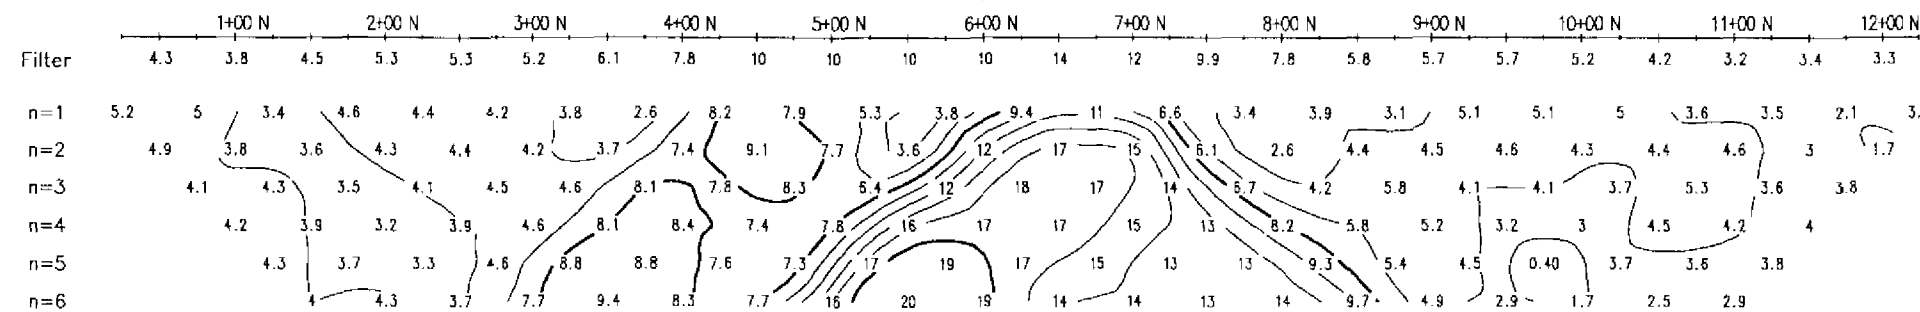 1+00 N 2+00 N 3+00 N 4+00 N 5+00 N 6+00 N 7+00 N 8+00 N 9+00 N 10+00 N 11+00 N 12+00 N
Filter 4.3 3.8 4.5 5.3 5.3 5.2 6.1 7.8 10 10 10 10 14 12 9.9 7.8 5.8 5.7 5.7 5.2 4.2 3.2 3.4 3.3
n=1 5.2 5 3.4 4.6 4.4 4.2 3.8 2.6 8.2 7.9 5.3 3.8 9.4 11 6.6 3.4 3.9 3.1 5.1 5.1 5 3.6 3.5 2.1 3.
n=2 4.9 3.8 3.6 4.3 4.4 4.2 3.7 7.4 9.1 7.7 3.6 12 17 15 6.1 2.6 4.4 4.5 4.6 4.3 4.4 4.6 3 1.7
n=3 4.1 4.3 3.5 4.1 4.5 4.6 8.1 7.8 8.3 6.4 12 18 17 14 6.7 4.2 5.8 4.1 4.1 3.7 5.3 3.6 3.8
n=4 4.2 3.9 3.2 3.9 4.6 8.1 8.4 7.4 7.8 16 17 17 15 13 8.2 5.8 5.2 3.2 3 4.5 4.2 4
n=5 4.3 3.7 3.3 4.6 8.8 8.8 7.6 7.3 17 19 17 15 13 13 9.3 5.4 4.5 0.40 3.7 3.6 3.8
n=6 4 4.3 3.7 7.7 9.4 8.3 7.7 16 20 19 14 14 13 14 9.7 4.9 2.9 1.7 2.5 2.9